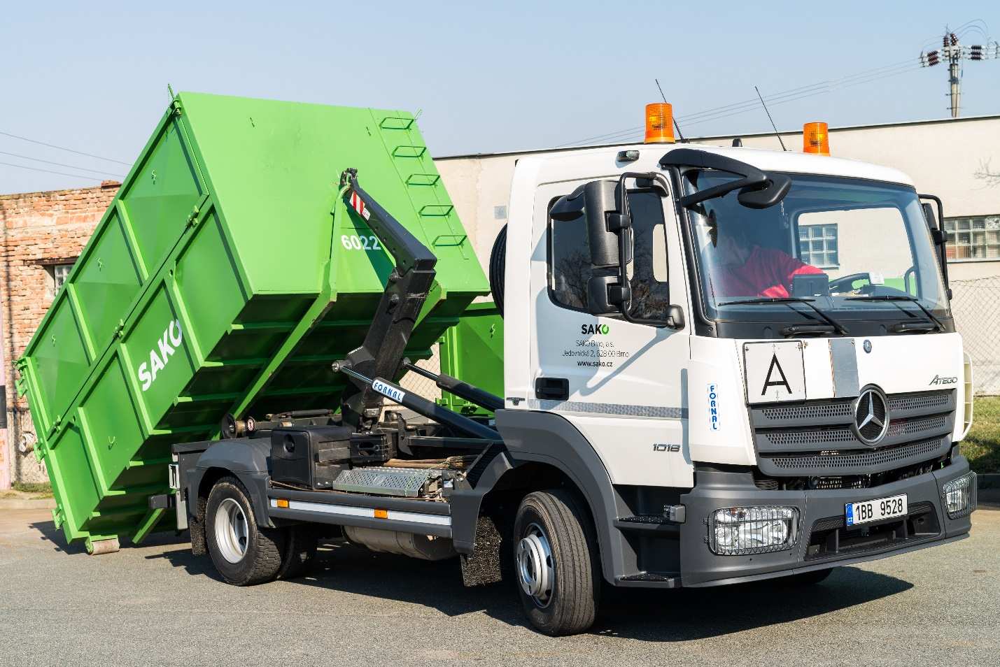 6022
SAKO
FORNAL
SAKO
SAKO Brno, a.s.
Jedovnická 2, 628 00 Brno
www.sako.cz
1018
FORNAL
A
ATEGO
CZ
1BB 9528